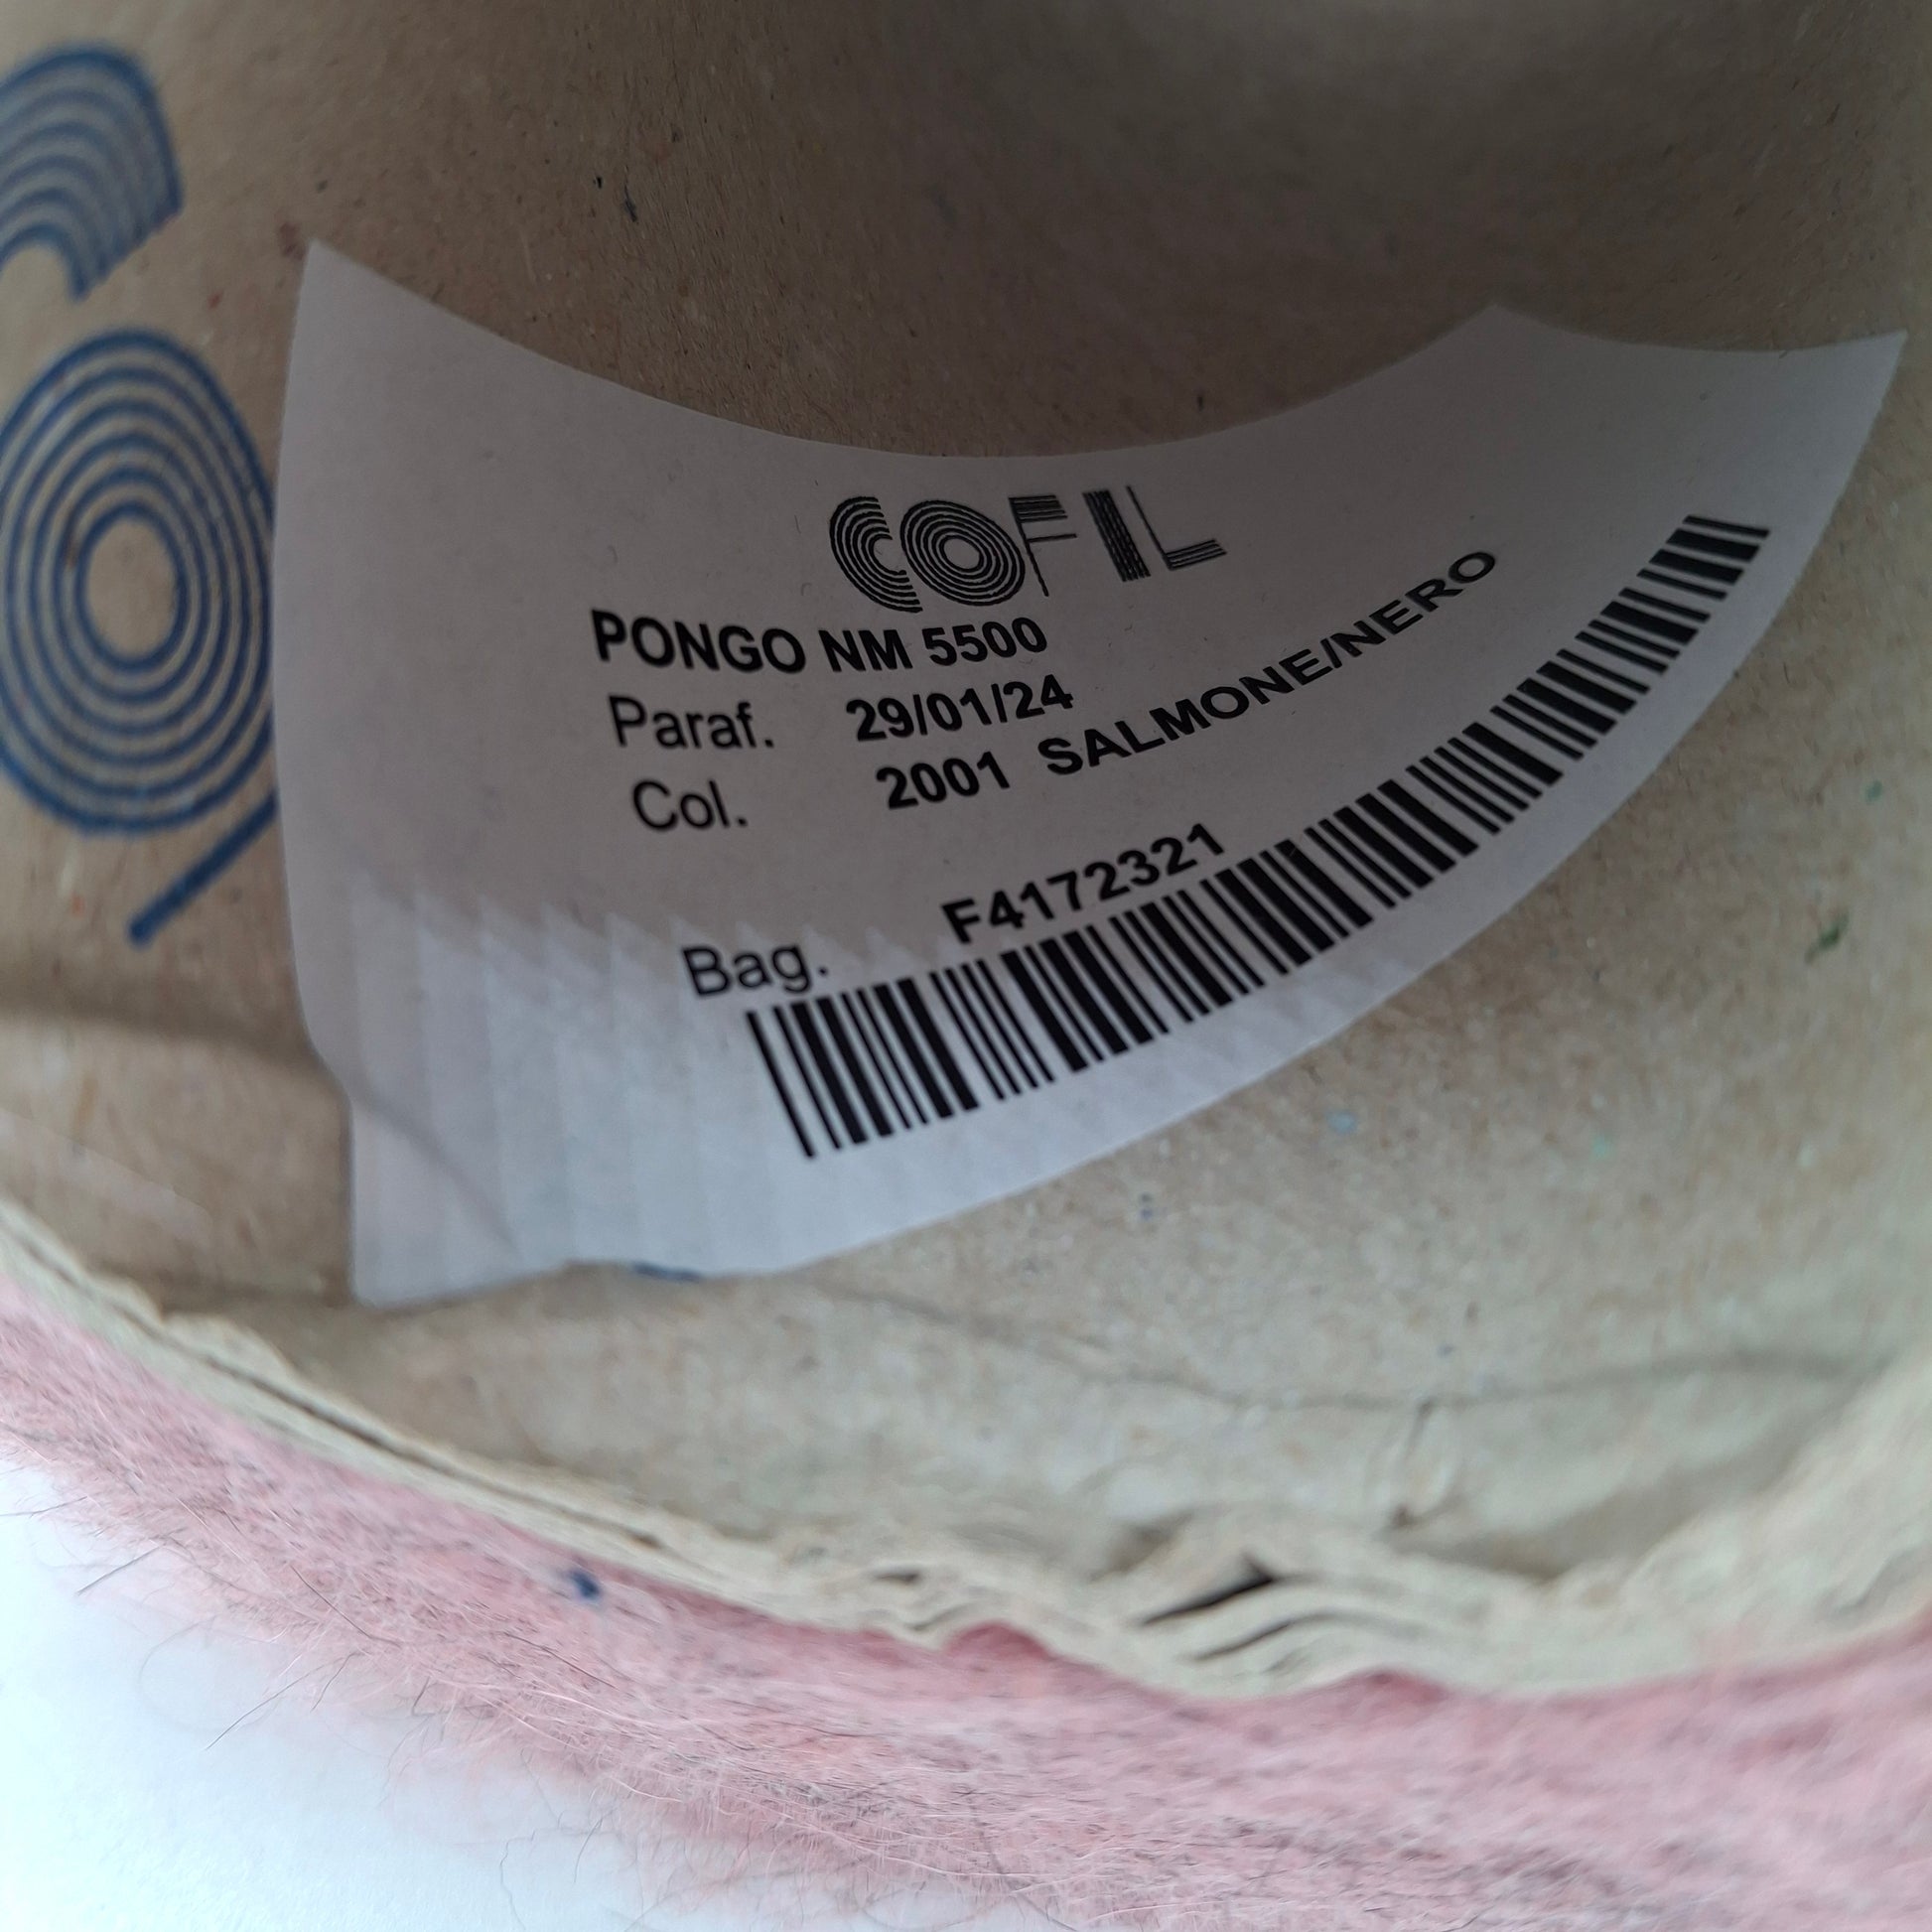 COFIL
PONGO NM 5500
Paraf. 29/01/24
Col. 2001 SALMONE/NERO
Bag. F4172321